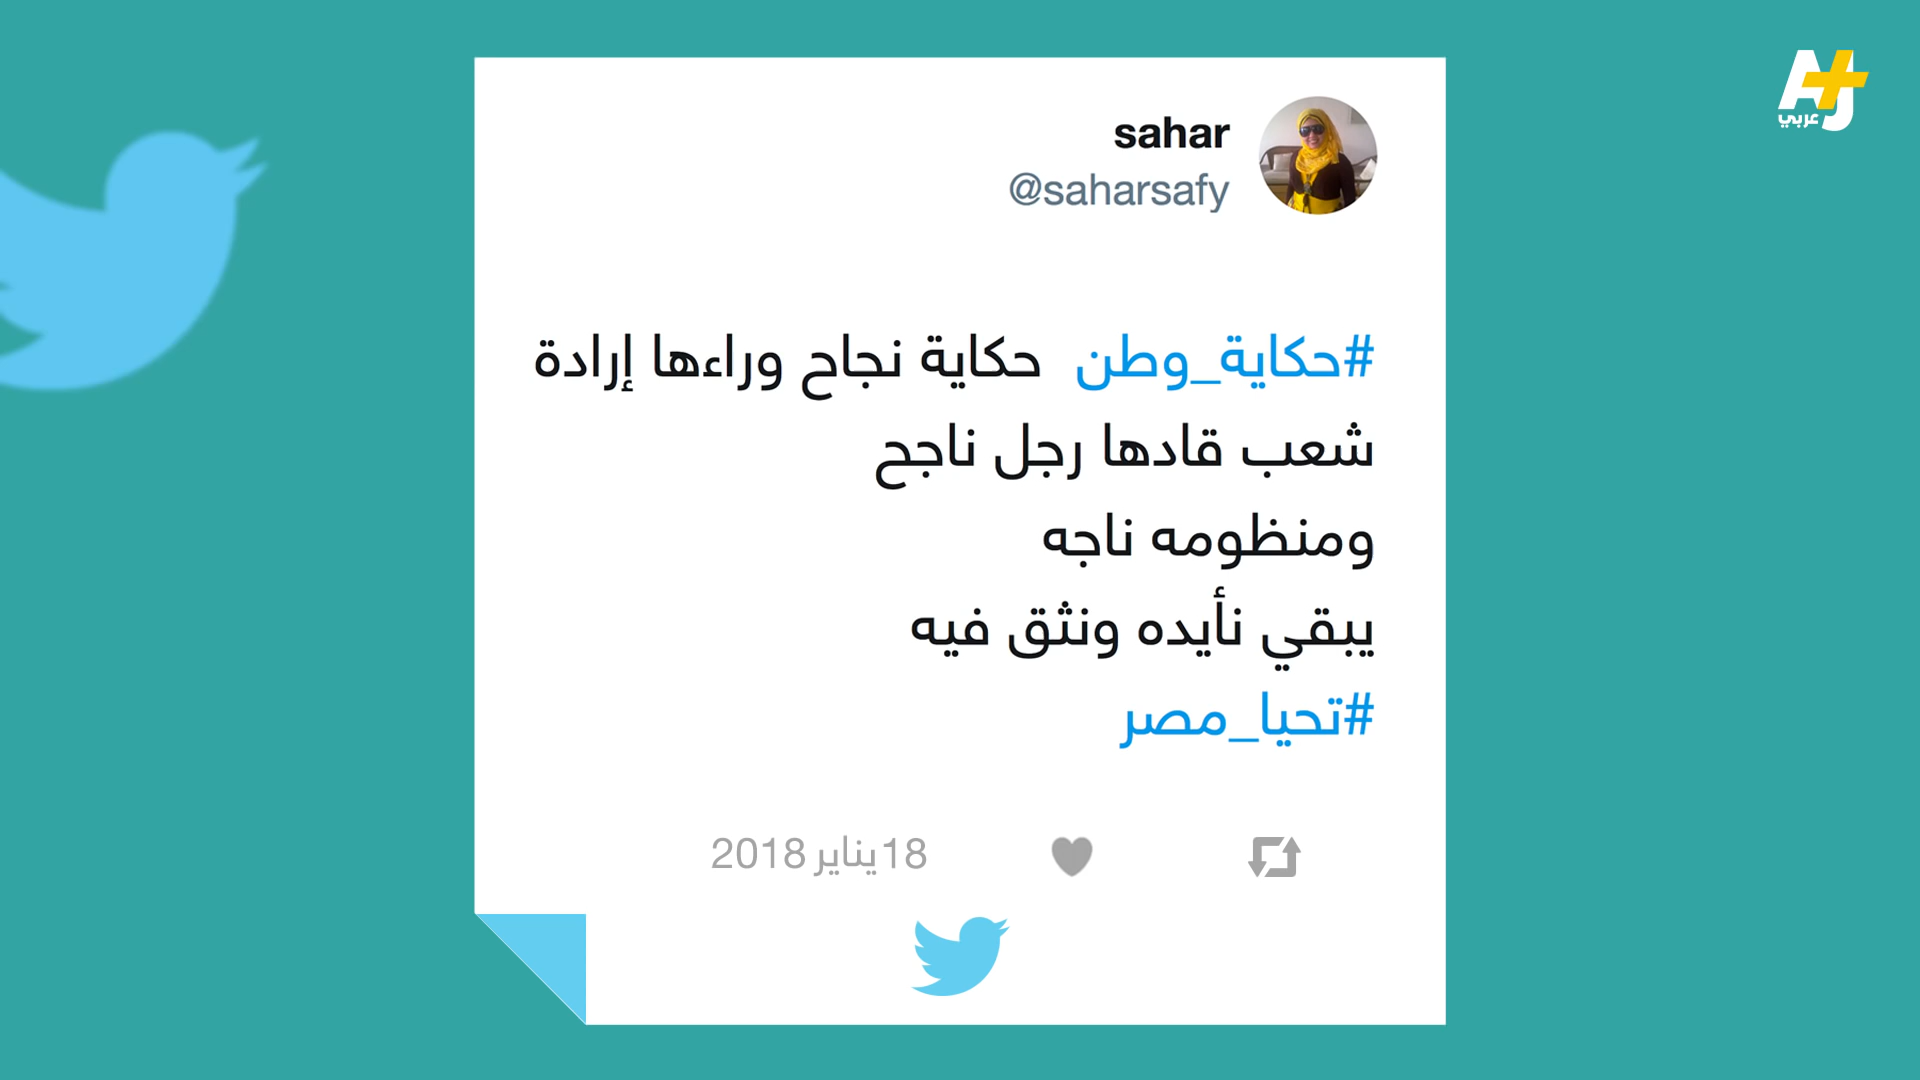 AJ+
عربي
sahar
@saharsafy
#حكاية_وطن حكاية نجاح وراءها إرادة
شعب قادها رجل ناجح
ومنظومه ناجه
يبقي نأيده ونثق فيه
#تحيا_مصر
18 يناير 2018